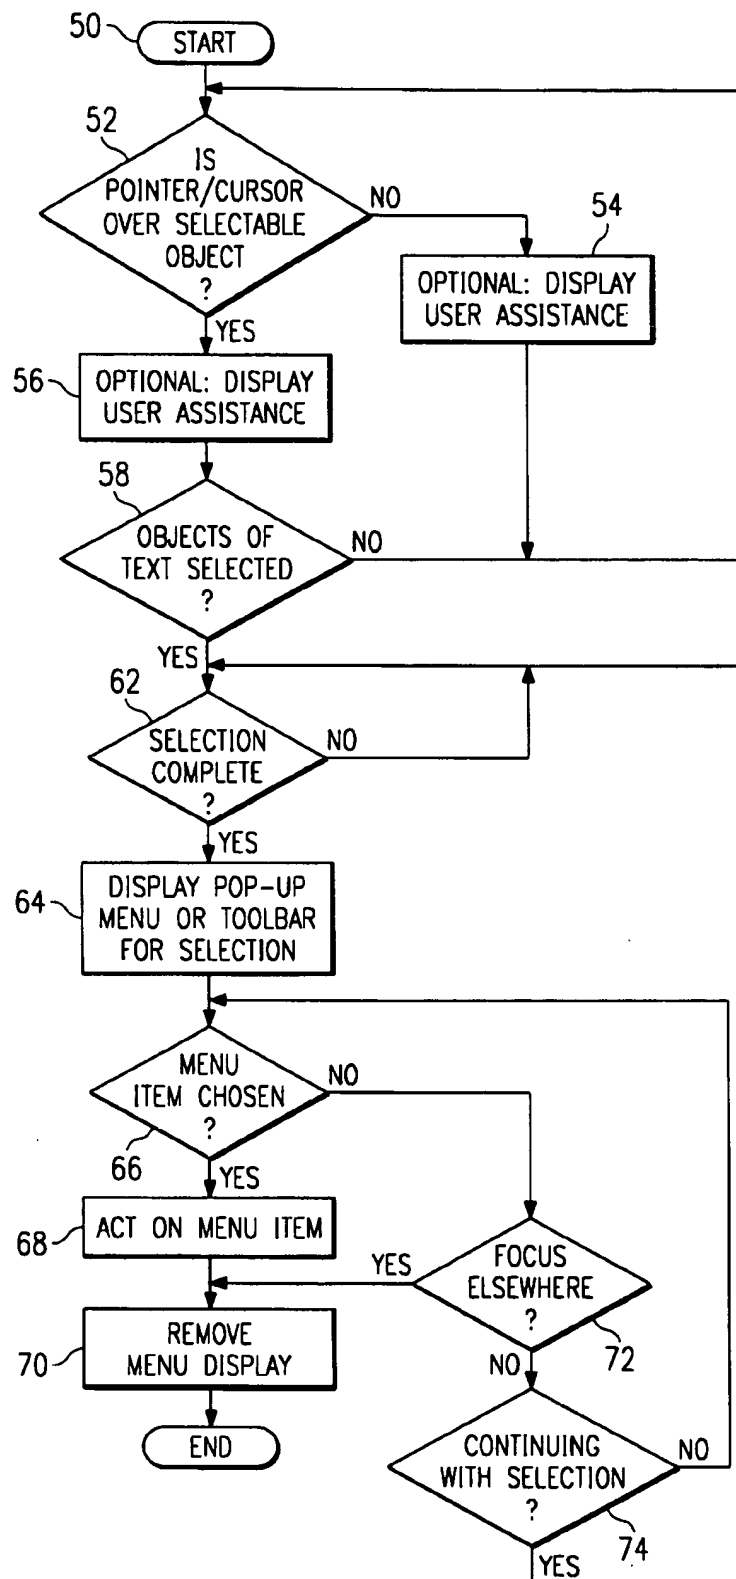 50
START
52
IS
POINTER/CURSOR
OVER SELECTABLE
OBJECT
?
NO
54
OPTIONAL: DISPLAY
USER ASSISTANCE
YES
56
OPTIONAL: DISPLAY
USER ASSISTANCE
58
OBJECTS OF
TEXT SELECTED
?
NO
YES
62
SELECTION
COMPLETE
?
NO
YES
64
DISPLAY POP-UP
MENU OR TOOLBAR
FOR SELECTION
MENU
ITEM CHOSEN
?
NO
66
YES
68
ACT ON MENU ITEM
YES
FOCUS
ELSEWHERE
?
72
70
REMOVE
MENU DISPLAY
NO
END
CONTINUING
WITH SELECTION
?
NO
74
YES